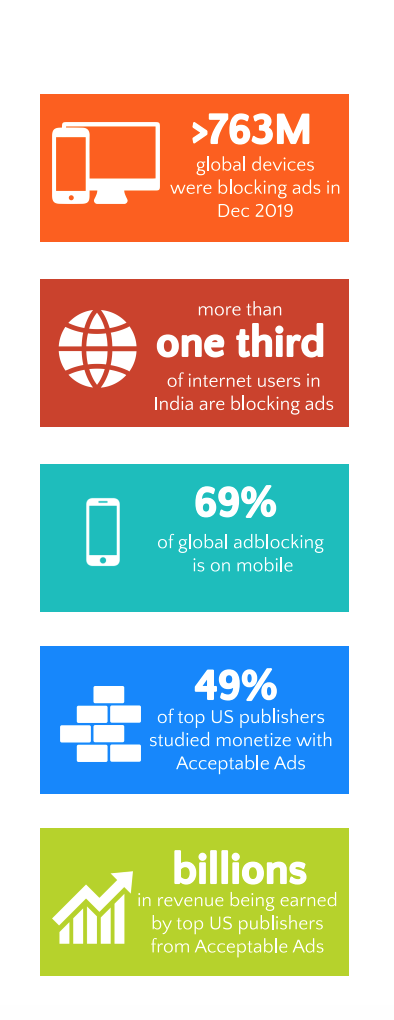 >763M
global devices
were blocking ads in
Dec 2019
more than
one third
of internet users in
India are blocking ads
69%
of global adblocking
is on mobile
49%
of top US publishers
studied monetize with
Acceptable Ads
billions
in revenue being earned
by top US publishers
from Acceptable Ads